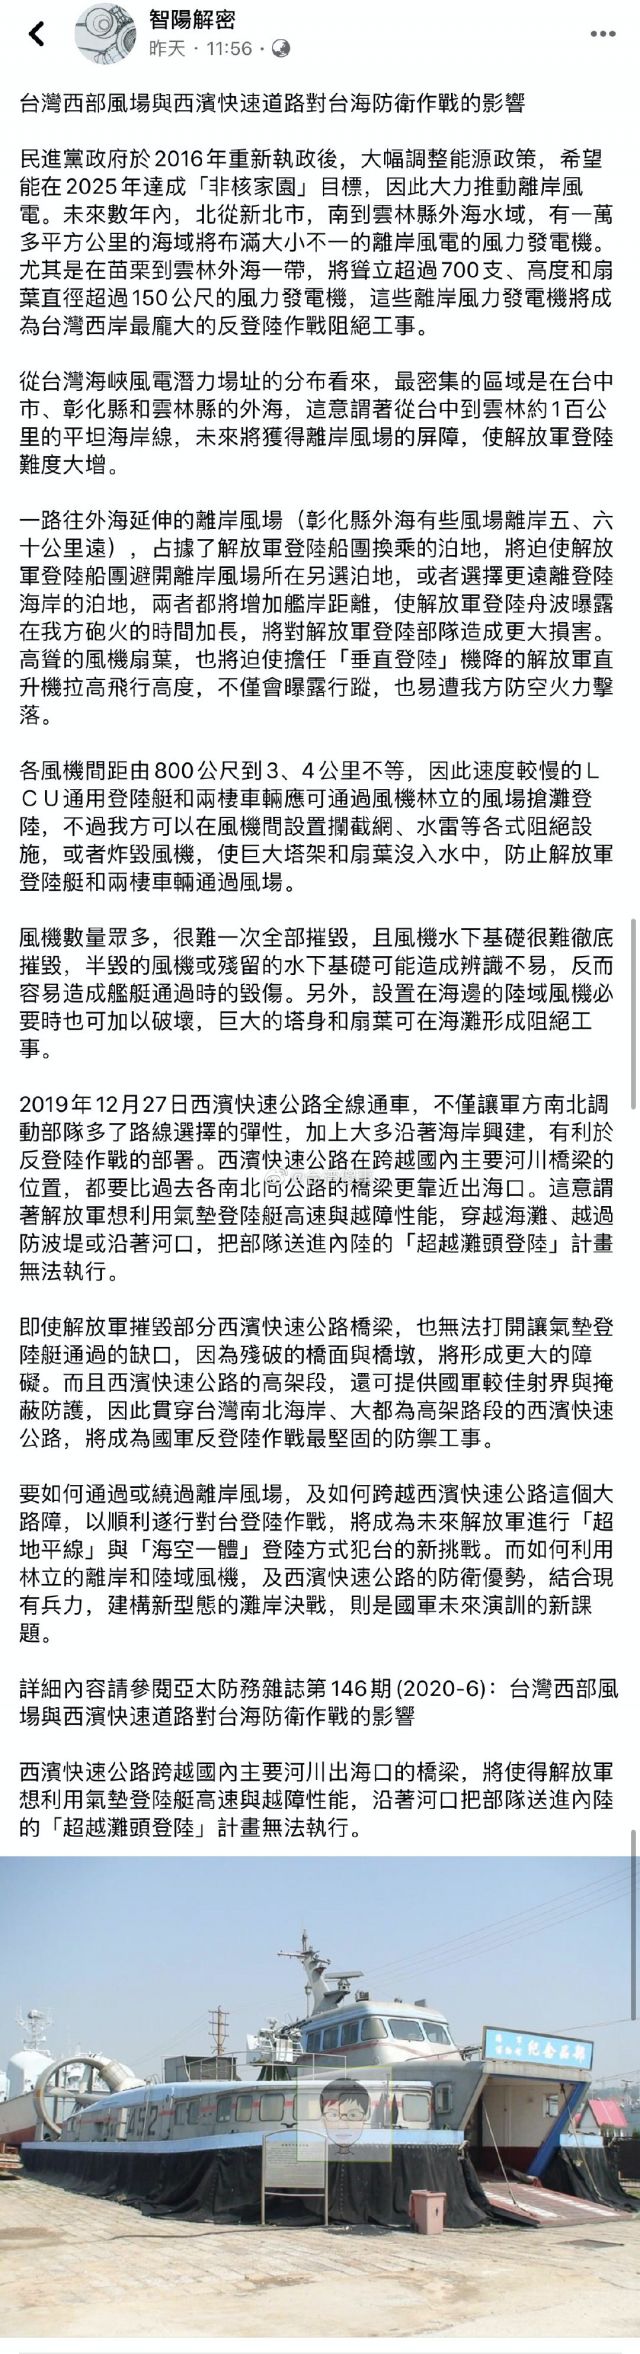 智陽解密
昨天·11:56·
台灣西部風場與西濱快速道路對台海防衛作戰的影響
民進黨政府於2016年重新執政後，大幅調整能源政策，希望
能在2025年達成「非核家園」目標，因此大力推動離岸風
電。未來數年內，北從新北市，南到雲林縣外海水域，有一萬
多平方公里的海域將布滿大小不一的離岸風電的風力發電機。
尤其是在苗栗到雲林外海一帶，將聳立超過700支、高度和扇
葉直徑超過150公尺的風力發電機，這些離岸風力發電機將成
為台灣西岸最龐大的反登陸作戰阻絕工事。
從台灣海峽風電潛力場址的分布看來，最密集的區域是在台中
市、彰化縣和雲林縣的外海，這意謂著從台中到雲林約1百公
里的平坦海岸線，未來將獲得離岸風場的屏障，使解放軍登陸
難度大增。
一路往外海延伸的離岸風場（彰化縣外海有些風場離岸五、六
十公里遠），占據了解放軍登陸船團換乘的泊地，將迫使解放
軍登陸船團避開離岸風場所在另選泊地，或者選擇更遠離登陸
海岸的泊地，兩者都將增加艦岸距離，使解放軍登陸舟波曝露
在我方砲火的時間加長，將對解放軍登陸部隊造成更大損害。
高聳的風機扇葉，也將迫使擔任「垂直登陸」機降的解放軍直
升機拉高飛行高度，不僅會曝露行蹤，也易遭我方防空火力擊
落。
各風機間距由800公尺到3、4公里不等，因此速度較慢的Ｌ
ＣＵ通用登陸艇和兩棲車輛應可通過風機林立的風場搶灘登
陸，不過我方可以在風機間設置攔截網、水雷等各式阻絕設
施，或者炸毀風機，使巨大塔架和扇葉沒入水中，防止解放軍
登陸艇和兩棲車輛通過風場。
風機數量眾多，很難一次全部摧毀，且風機水下基礎很難徹底
摧毀，半毀的風機或殘留的水下基礎可能造成辨識不易，反而
容易造成艦艇通過時的毀傷。另外，設置在海邊的陸域風機必
要時也可加以破壞，巨大的塔身和扇葉可在海灘形成阻絕工
事。
2019年12月27日西濱快速公路全線通車，不僅讓軍方南北調
動部隊多了路線選擇的彈性，加上大多沿著海岸興建，有利於
反登陸作戰的部署。西濱快速公路在跨越國內主要河川橋梁的
位置，都要比過去各南北向公路的橋梁更靠近出海口。這意謂
著解放軍想利用氣墊登陸艇高速與越障性能，穿越海灘、越過
防波堤或沿著河口，把部隊送進內陸的「超越灘頭登陸」計畫
無法執行。
即使解放軍摧毀部分西濱快速公路橋梁，也無法打開讓氣墊登
陸艇通過的缺口，因為殘破的橋面與橋墩，將形成更大的障
礙。而且西濱快速公路的高架段，還可提供國軍較佳射界與掩
蔽防護，因此貫穿台灣南北海岸、大都為高架路段的西濱快速
公路，將成為國軍反登陸作戰最堅固的防禦工事。
要如何通過或繞過離岸風場，及如何跨越西濱快速公路這個大
路障，以順利遂行對台登陸作戰，將成為未來解放軍進行「超
地平線」與「海空一體」登陸方式犯台的新挑戰。而如何利用
林立的離岸和陸域風機，及西濱快速公路的防衛優勢，結合現
有兵力，建構新型態的灘岸決戰，則是國軍未來演訓的新課
題。
詳細內容請參閱亞太防務雜誌第146期(2020-6)：台灣西部風
場與西濱快速道路對台海防衛作戰的影響
西濱快速公路跨越國內主要河川出海口的橋梁，將使得解放軍
想利用氣墊登陸艇高速與越障性能，沿著河口把部隊送進內陸
的「超越灘頭登陸」計畫無法執行。
纪念品部